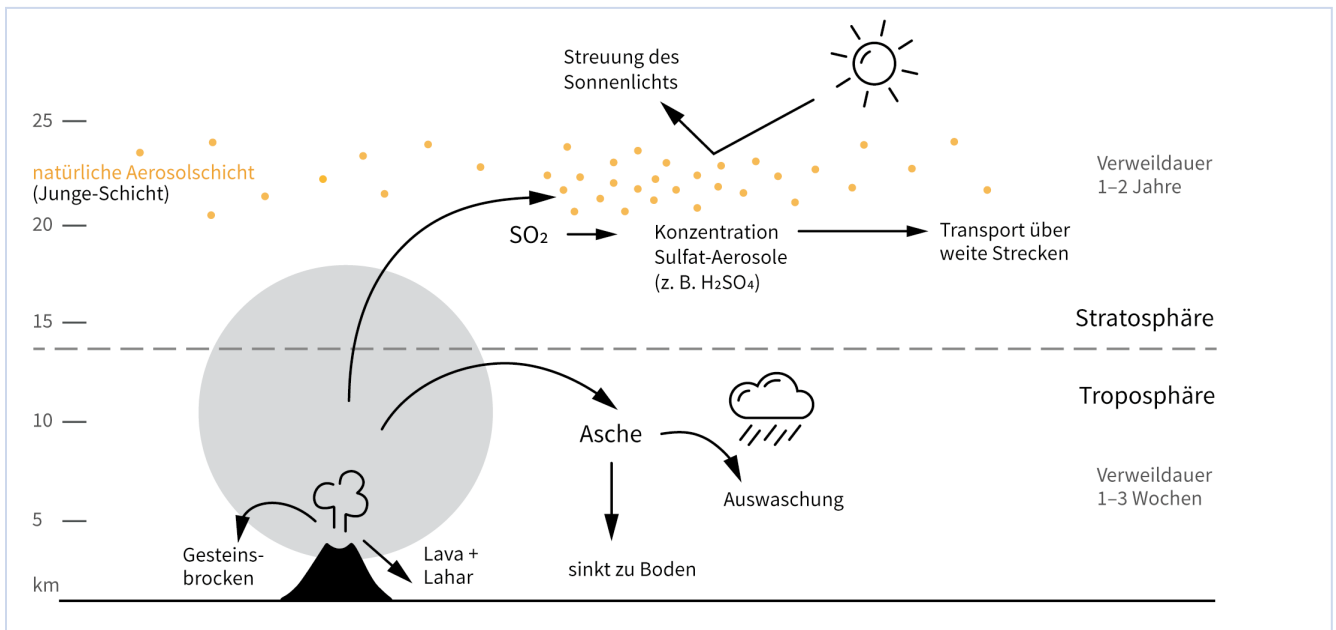 Streuung des
Sonnenlichts
25
natürliche Aerosolschicht
(Junge-Schicht)
Verweildauer
1–2 Jahre
20
SO₂
Konzentration
Sulfat-Aerosole
(z. B. H₂SO₄)
Transport über
weite Strecken
15
Stratosphäre
Troposphäre
10
Asche
Verweildauer
1–3 Wochen
Auswaschung
5
Gesteins-
brocken
Lava +
Lahar
sinkt zu Boden
km